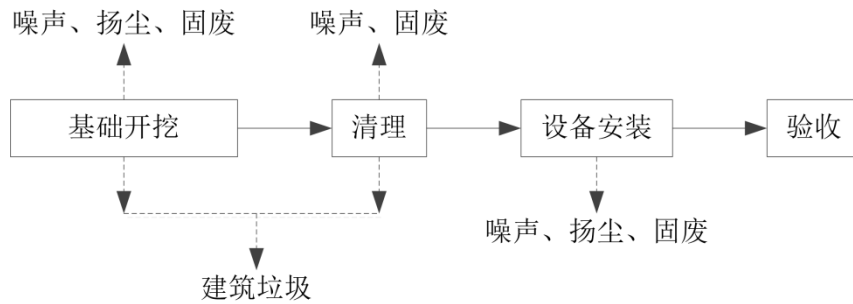 噪声、扬尘、固废
噪声、固废
基础开挖
清理
设备安装
验收
噪声、扬尘、固废
建筑垃圾